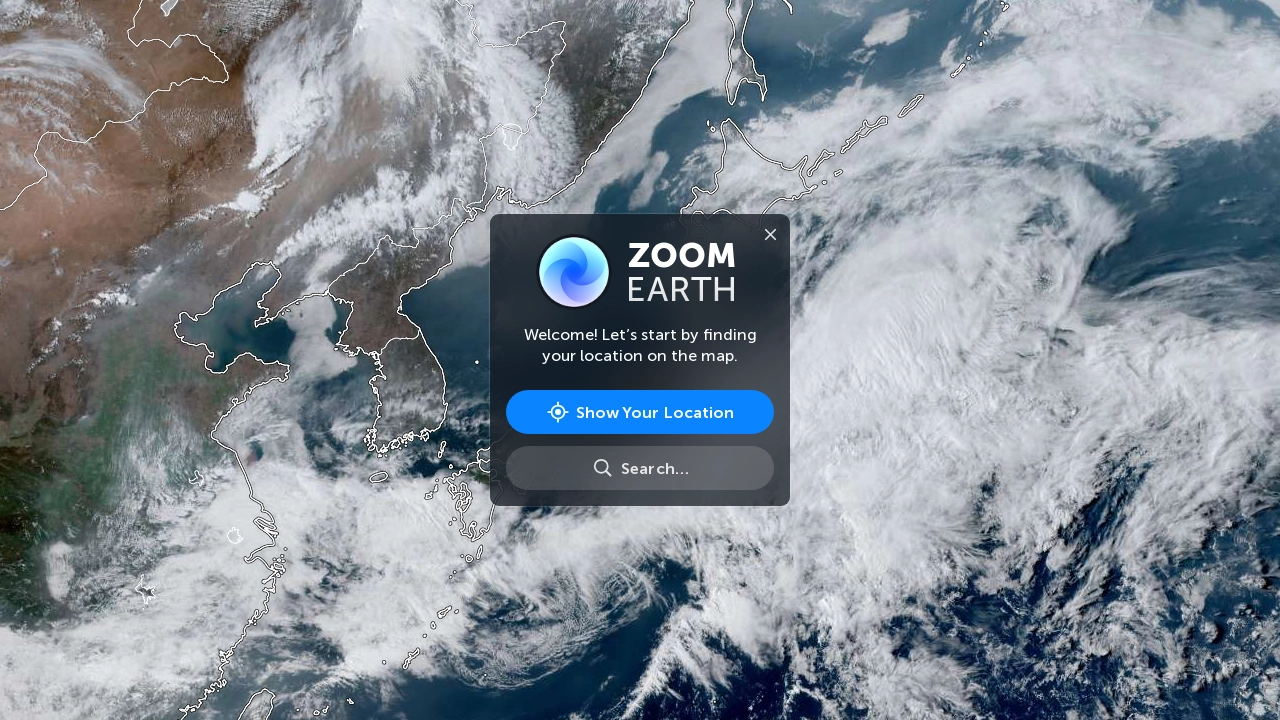 ZOOM
EARTH
Welcome! Let’s start by finding
your location on the map.
Show Your Location
Search…